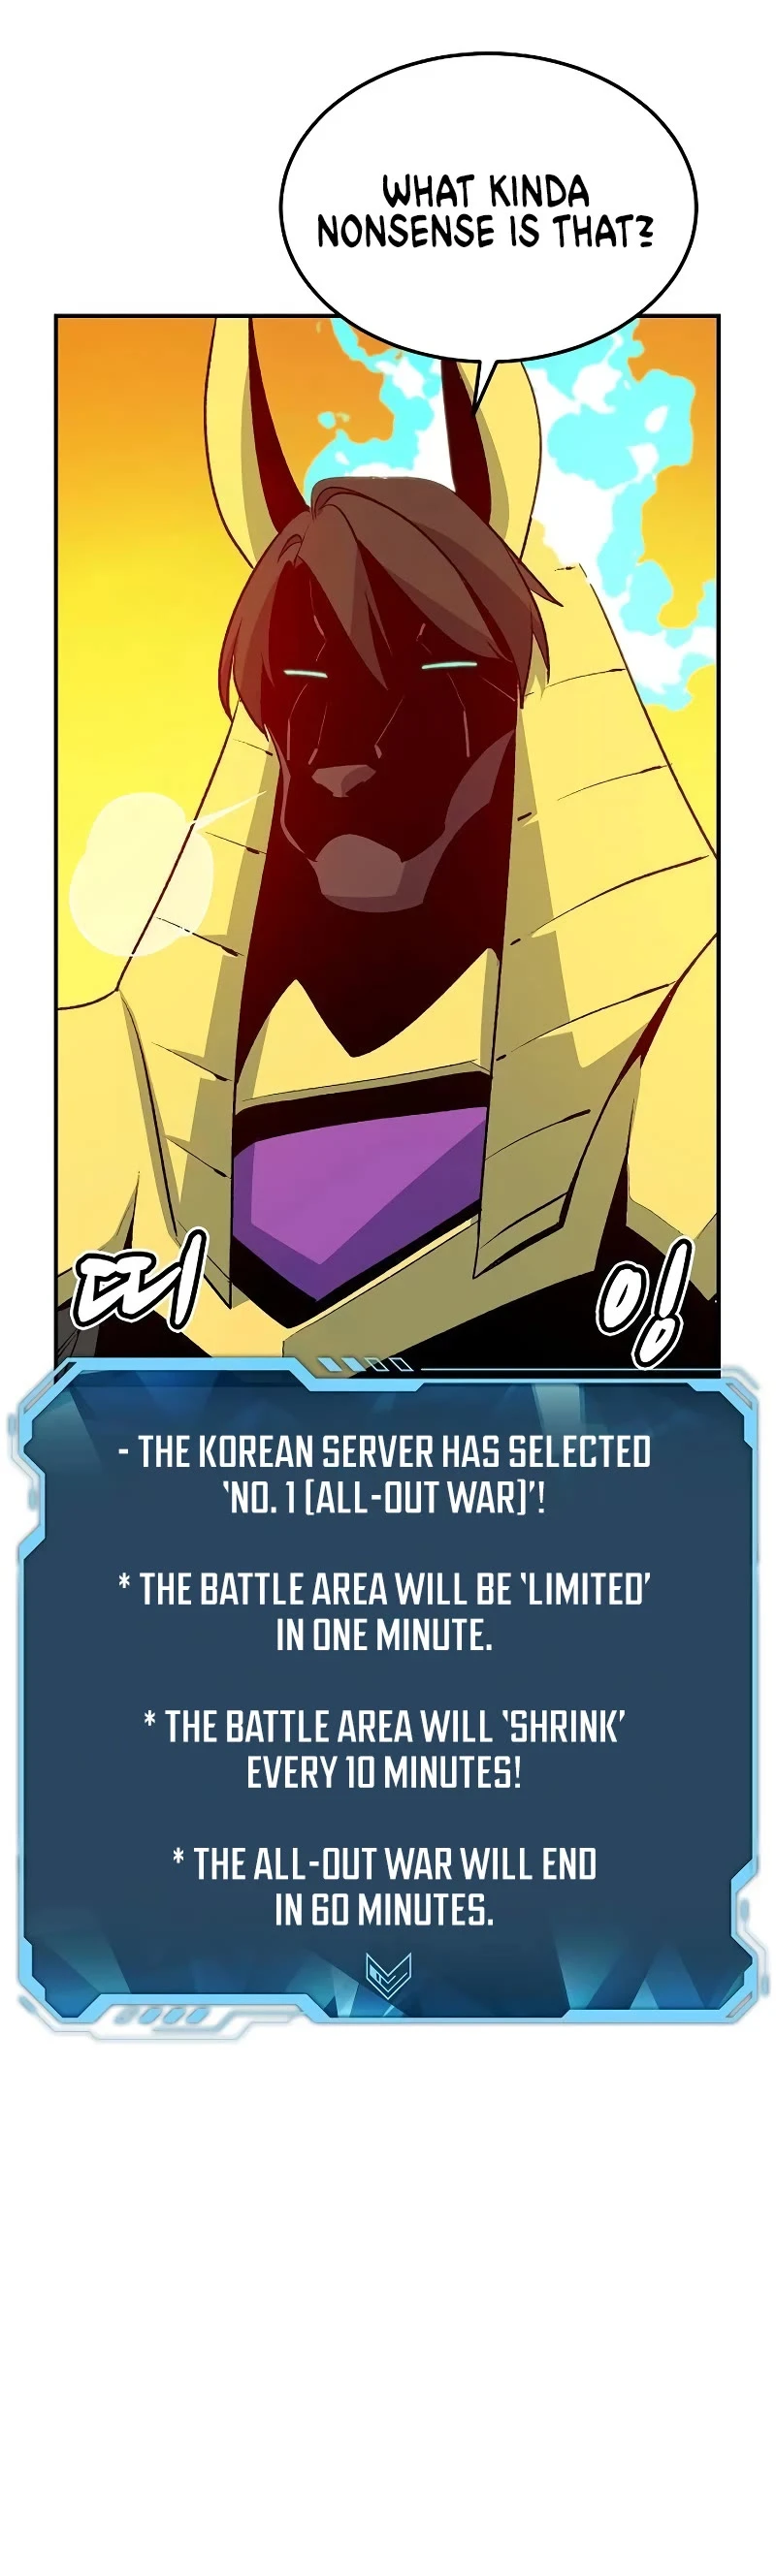 WHAT KINDA
NONSENSE IS THAT?
띠 이!
- THE KOREAN SERVER HAS SELECTED
'NO. 1 [ALL-OUT WAR]'!
* THE BATTLE AREA WILL BE 'LIMITED'
IN ONE MINUTE.
* THE BATTLE AREA WILL 'SHRINK'
EVERY 10 MINUTES!
* THE ALL-OUT WAR WILL END
IN 60 MINUTES.